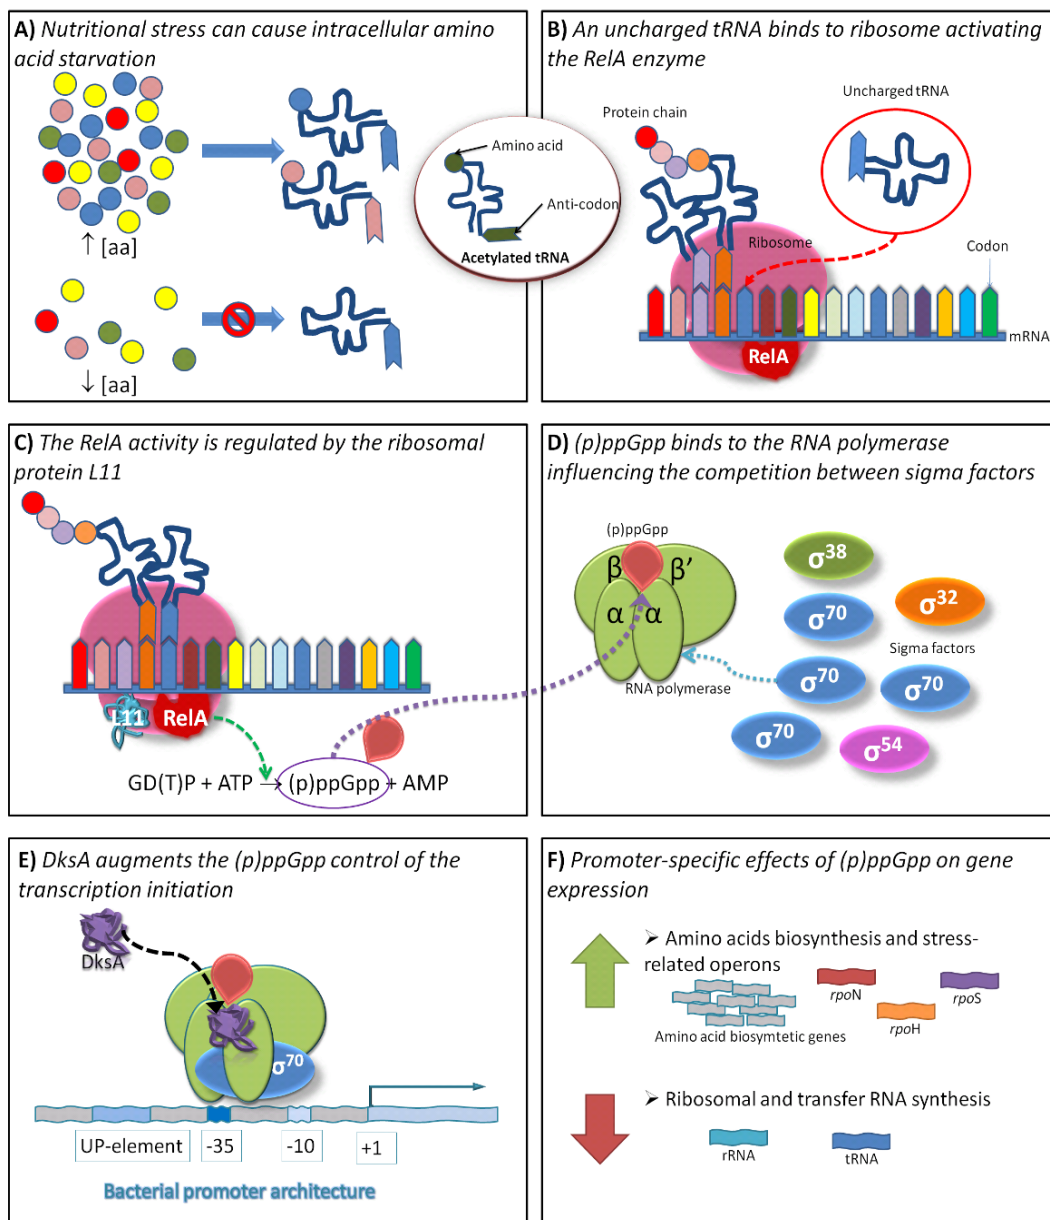 A) Nutritional stress can cause intracellular amino
acid starvation
↑ [aa]
↓ [aa]
Amino acid
Anti-codon
Acetylated tRNA
B) An uncharged tRNA binds to ribosome activating
the RelA enzyme
Protein chain
Uncharged tRNA
Ribosome
Codon
mRNA
RelA
C) The RelA activity is regulated by the ribosomal
protein L11
L11
RelA
GD(T)P + ATP → (p)ppGpp + AMP
D) (p)ppGpp binds to the RNA polymerase
influencing the competition between sigma factors
(p)ppGpp
β β’
α α
RNA polymerase
σ38
σ32
σ70
Sigma factors
σ70
σ70
σ70
σ54
E) DksA augments the (p)ppGpp control of the
transcription initiation
DksA
σ70
UP-element -35 -10 +1
Bacterial promoter architecture
F) Promoter-specific effects of (p)ppGpp on gene
expression
➢ Amino acids biosynthesis and stress-
related operons
rpoN
rpoS
rpoH
Amino acid biosymtetic genes
➢ Ribosomal and transfer RNA synthesis
rRNA
tRNA